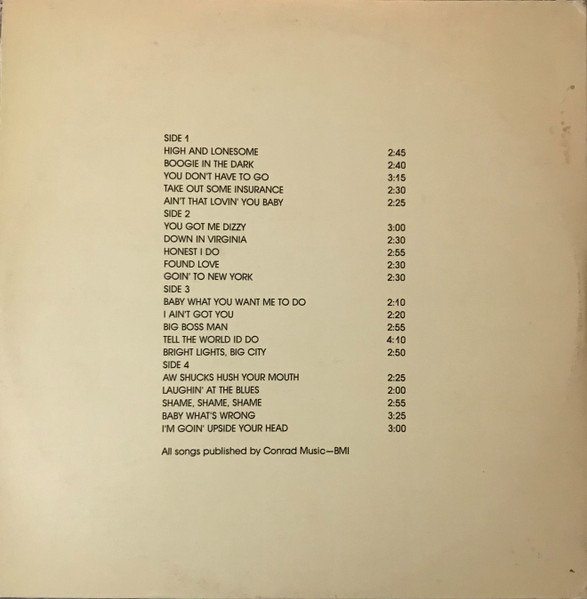 SIDE 1
HIGH AND LONESOME 2:45
BOOGIE IN THE DARK 2:40
YOU DON'T HAVE TO GO 3:15
TAKE OUT SOME INSURANCE 2:30
AIN'T THAT LOVIN' YOU BABY 2:25
SIDE 2
YOU GOT ME DIZZY 3:00
DOWN IN VIRGINIA 2:30
HONEST I DO 2:55
FOUND LOVE 2:30
GOIN' TO NEW YORK 2:30
SIDE 3
BABY WHAT YOU WANT ME TO DO 2:10
I AIN'T GOT YOU 2:20
BIG BOSS MAN 2:55
TELL THE WORLD ID DO 4:10
BRIGHT LIGHTS, BIG CITY 2:50
SIDE 4
AW SHUCKS HUSH YOUR MOUTH 2:25
LAUGHIN' AT THE BLUES 2:00
SHAME, SHAME, SHAME 2:55
BABY WHAT'S WRONG 3:25
I'M GOIN' UPSIDE YOUR HEAD 3:00
All songs published by Conrad Music—BMI